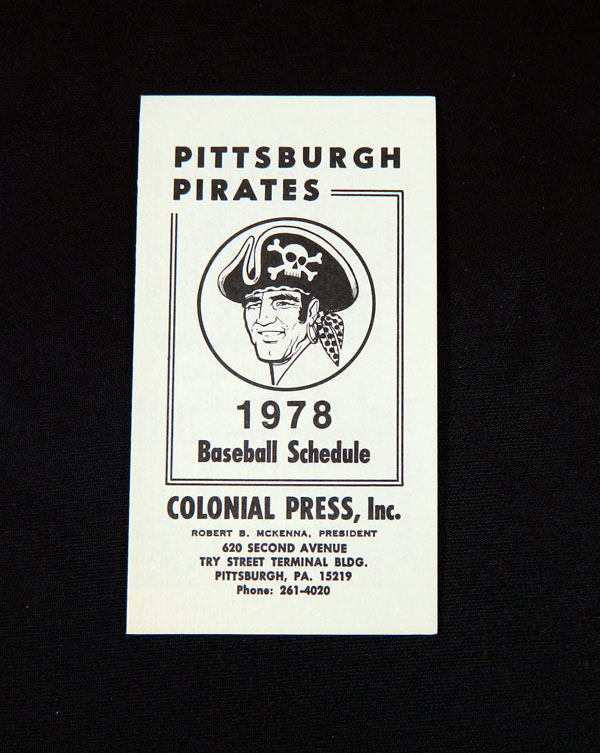 PITTSBURGH
PIRATES
1978
Baseball Schedule
COLONIAL PRESS, Inc.
ROBERT B. MCKENNA, PRESIDENT
620 SECOND AVENUE
TRY STREET TERMINAL BLDG.
PITTSBURGH, PA. 15219
Phone: 261-4020